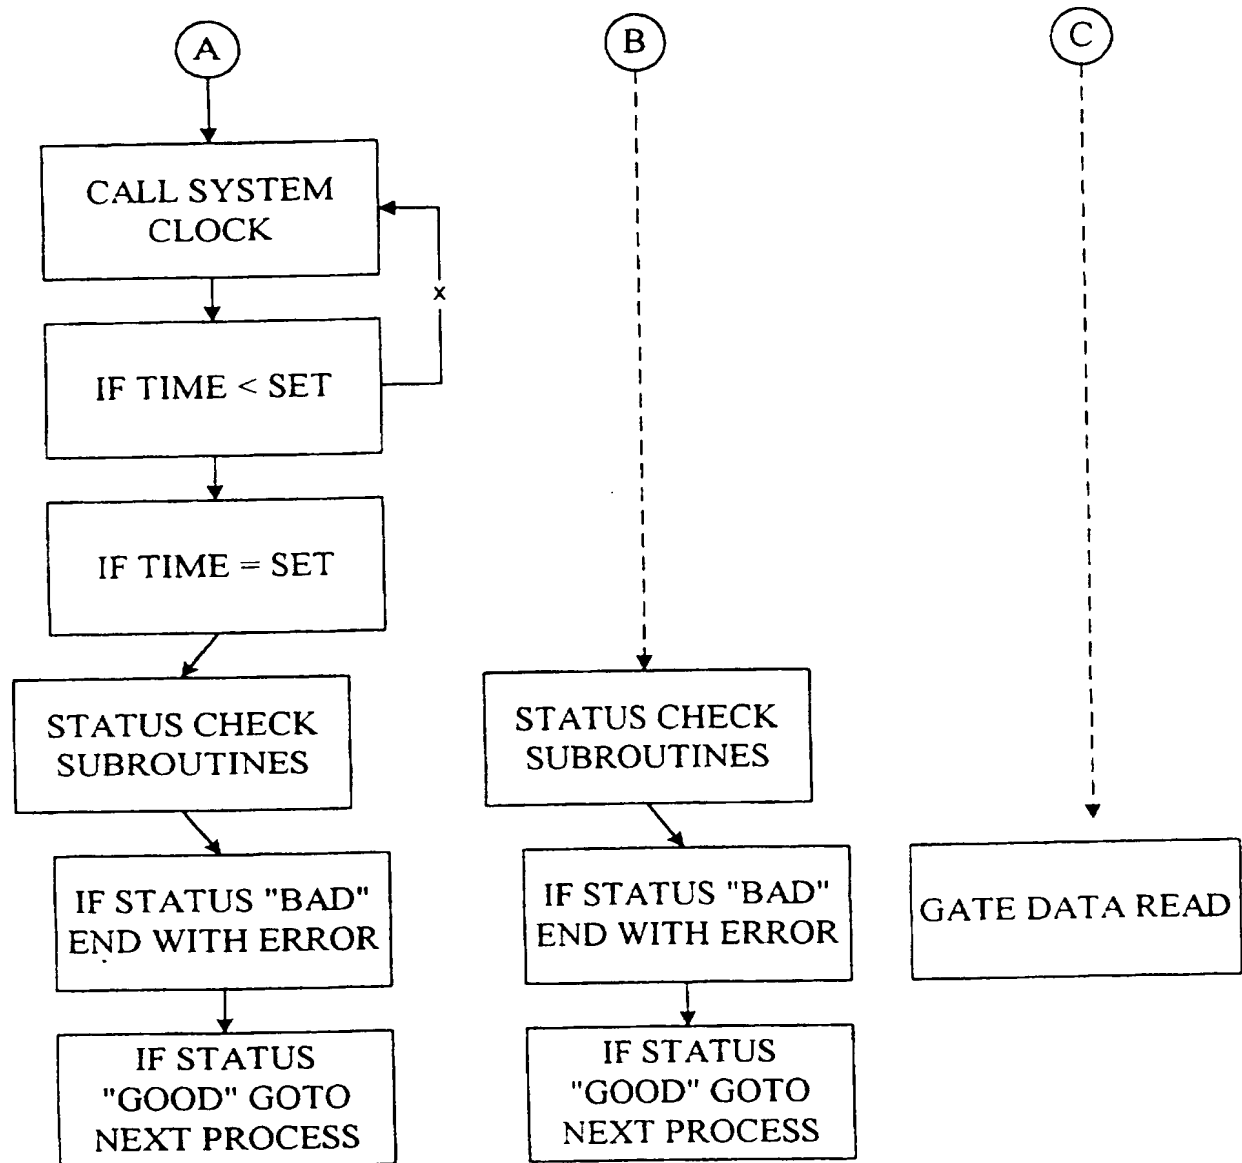 A
B
C
CALL SYSTEM
CLOCK
x
IF TIME < SET
IF TIME = SET
STATUS CHECK
SUBROUTINES
IF STATUS "BAD"
END WITH ERROR
IF STATUS
"GOOD" GOTO
NEXT PROCESS
STATUS CHECK
SUBROUTINES
IF STATUS "BAD"
END WITH ERROR
IF STATUS
"GOOD" GOTO
NEXT PROCESS
GATE DATA READ